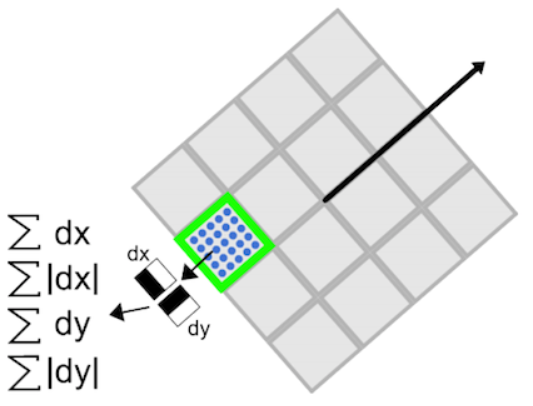 dx
dy
∑ dx
∑ |dx|
∑ dy
∑ |dy|